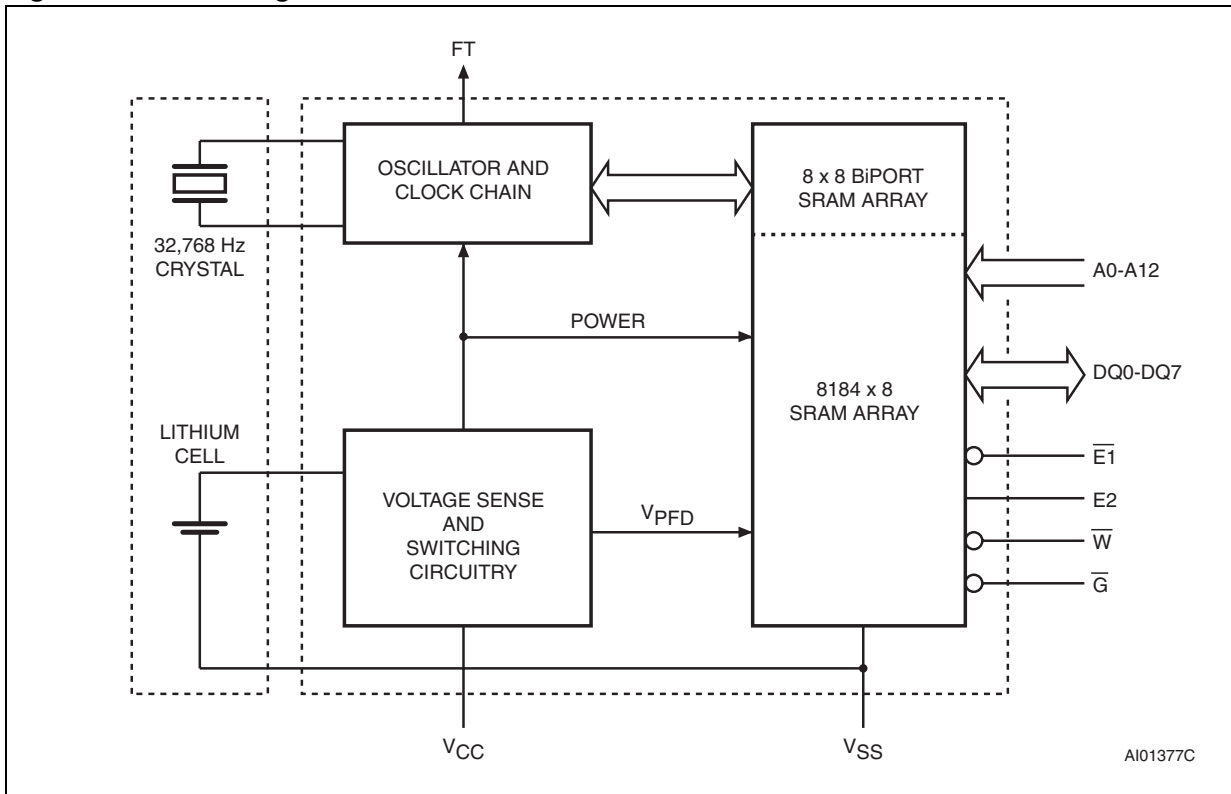 FT
OSCILLATOR AND
CLOCK CHAIN
8 x 8 BiPORT
SRAM ARRAY
32,768 Hz
CRYSTAL
A0-A12
POWER
DQ0-DQ7
8184 x 8
SRAM ARRAY
LITHIUM
CELL
E1
VOLTAGE SENSE
AND
SWITCHING
CIRCUITRY
VPFD
E2
W
G
VCC
VSS
AI01377C